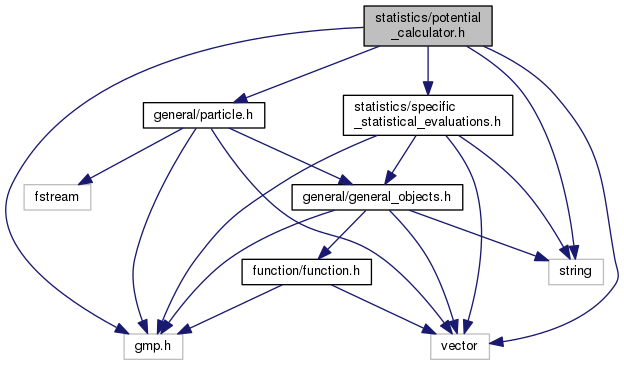 statistics/potential
_calculator.h
general/particle.h
statistics/specific
_statistical_evaluations.h
fstream
general/general_objects.h
function/function.h
string
gmp.h
vector